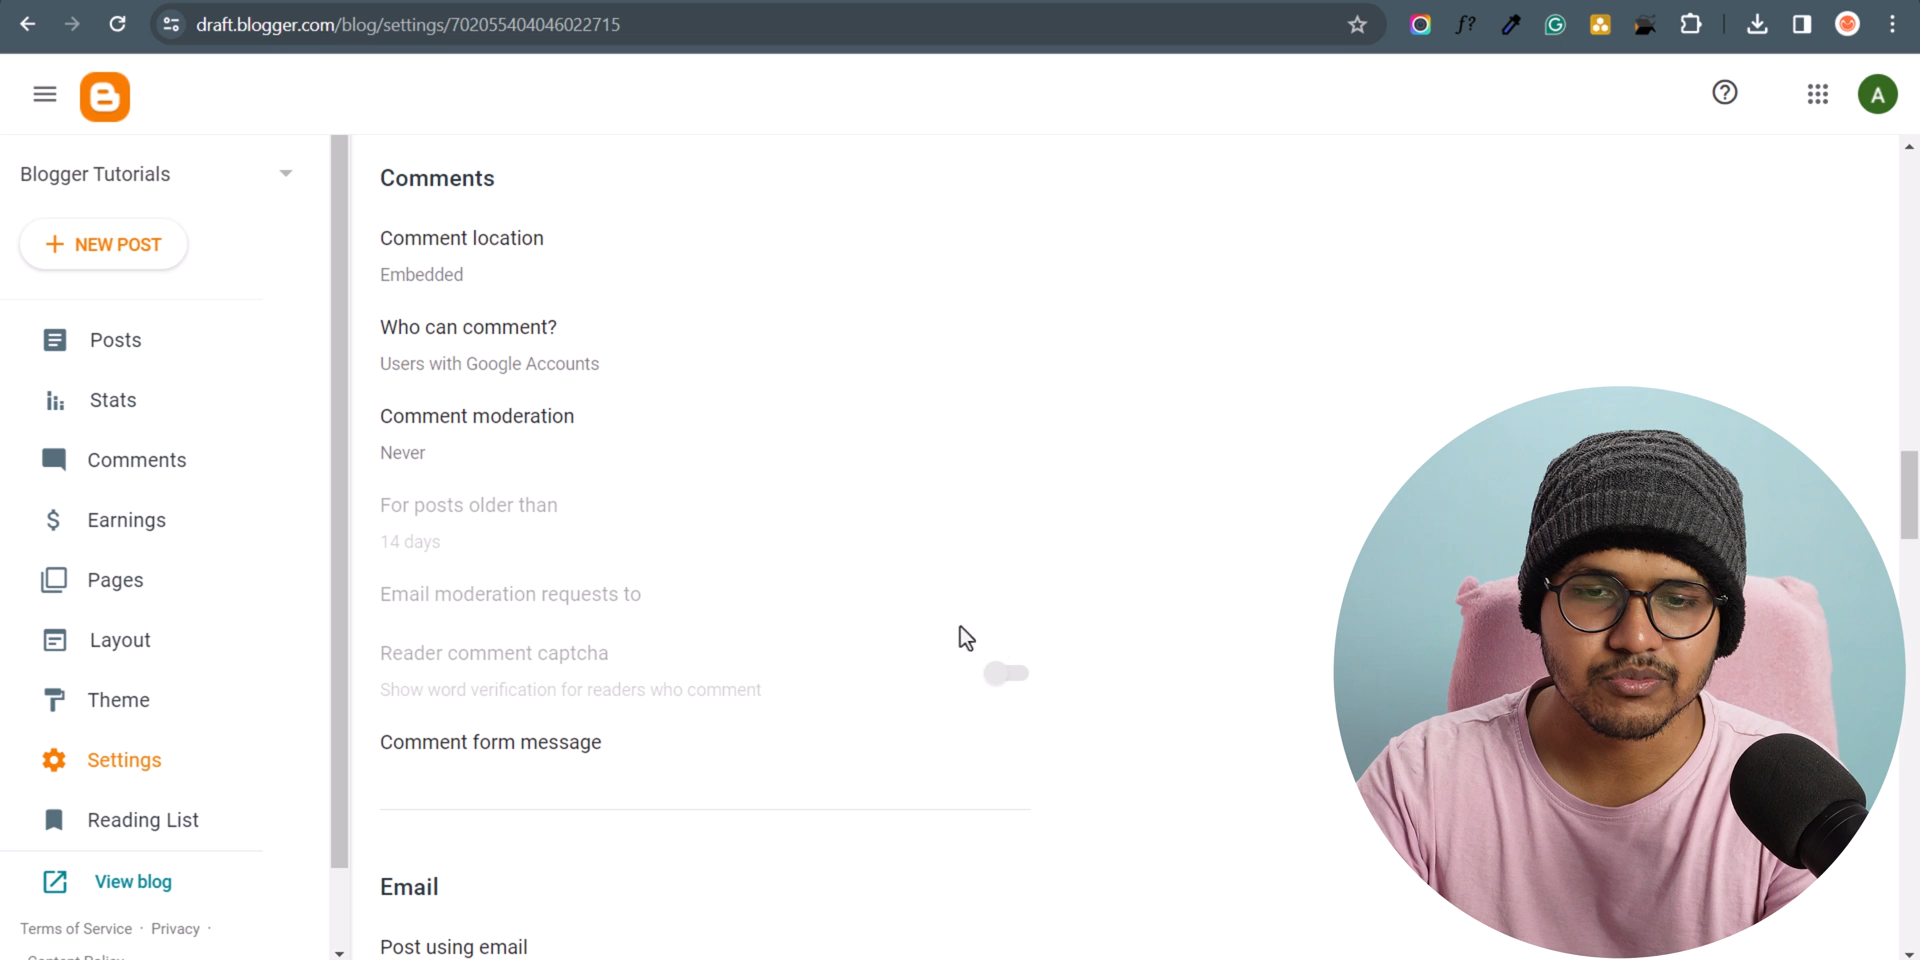 draft.blogger.com/blog/settings/702055404046022715
A
Blogger Tutorials
NEW POST
Posts
Stats
Comments
Earnings
Pages
Layout
Theme
Settings
Reading List
View blog
Terms of Service · Privacy ·
Content Policy
Comments
Comment location
Embedded
Who can comment?
Users with Google Accounts
Comment moderation
Never
For posts older than
14 days
Email moderation requests to
Reader comment captcha
Show word verification for readers who comment
Comment form message
Email
Post using email